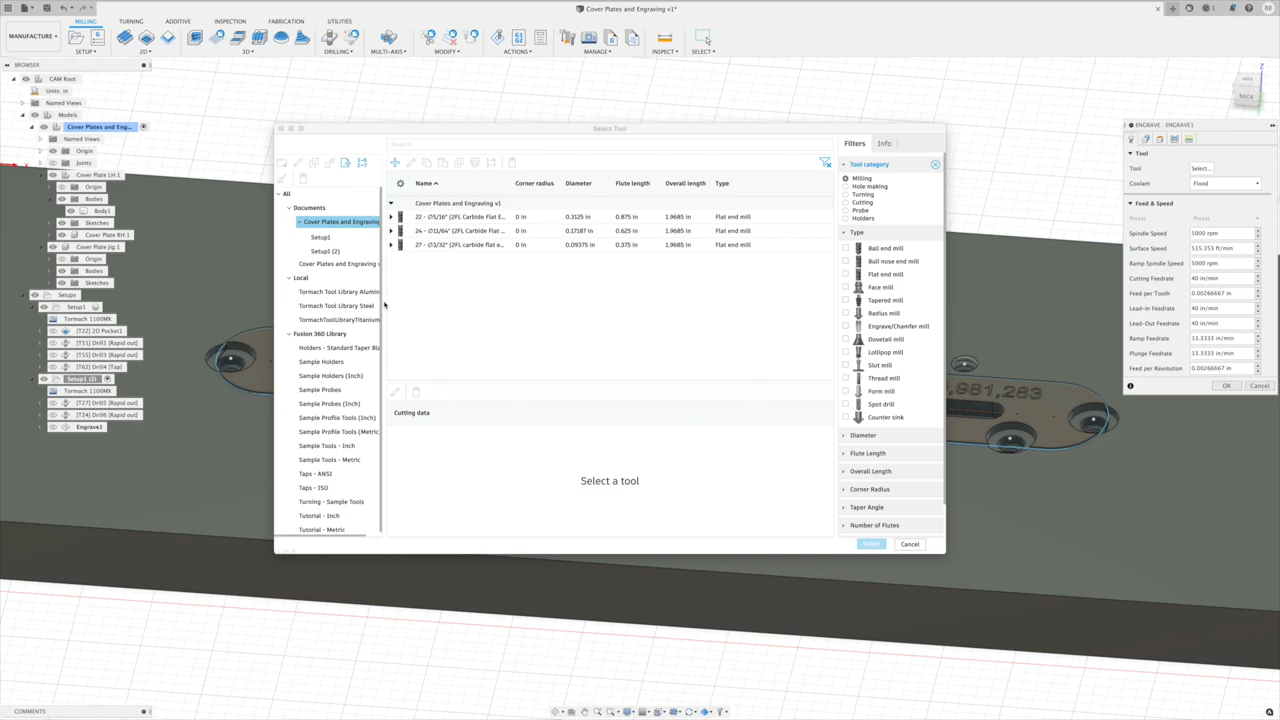 Cover Plates and Engraving v1*
MILLING TURNING ADDITIVE INSPECTION FABRICATION UTILITIES
MANUFACTURE
SETUP 2D 3D DRILLING MULTI-AXIS MODIFY ACTIONS MANAGE INSPECT SELECT
BROWSER
CAM Root
Units: in
Named Views
Models
Cover Plates and Eng...
Named Views
Origin
Joints
Cover Plate LH:1
Origin
Bodies
Body1
Sketches
Cover Plate RH:1
Cover Plate Jig:1
Origin
Bodies
Sketches
Setups
Setup1
Tormach 1100MX
[T22] 2D Pocket1
[T51] Drill1 [Rapid out]
[T55] Drill3 [Rapid out]
[T62] Drill4 [Tap]
Setup1 (2)
Tormach 1100MX
[T27] Drill5 [Rapid out]
[T24] Drill6 [Rapid out]
Engrave1
COMMENTS
Select Tool
Search
All
Documents
Cover Plates and Engraving
Setup1
Setup1 (2)
Cover Plates and Engraving v
Local
Tormach Tool Library Alumin
Tormach Tool Library Steel
TormachToolLibraryTitanium
Fusion 360 Library
Holders - Standard Taper Bla
Sample Holders
Sample Holders (Inch)
Sample Probes
Sample Probes (Inch)
Sample Profile Tools (Inch)
Sample Profile Tools (Metric
Sample Tools - Inch
Sample Tools - Metric
Taps - ANSI
Taps - ISO
Turning - Sample Tools
Tutorial - Inch
Tutorial - Metric
Name Corner radius Diameter Flute length Overall length Type
Cover Plates and Engraving v1
22 - ∅5/16" (2FL Carbide Flat E... 0 in 0.3125 in 0.875 in 1.9685 in Flat end mill
24 - ∅11/64" (2FL Carbide Flat ... 0 in 0.17187 in 0.625 in 1.9685 in Flat end mill
27 - ∅3/32" (2FL Carbide flat e... 0 in 0.09375 in 0.375 in 1.9685 in Flat end mill
Cutting data
Select a tool
Filters Info
Tool category
Milling
Hole making
Turning
Cutting
Probe
Holders
Type
Ball end mill
Bull nose end mill
Flat end mill
Face mill
Tapered mill
Radius mill
Engrave/Chamfer mill
Dovetail mill
Lollipop mill
Slot mill
Thread mill
Form mill
Spot drill
Counter sink
Diameter
Flute Length
Overall Length
Corner Radius
Taper Angle
Number of Flutes
Select Cancel
,981,283
BACK
Z
ENGRAVE : ENGRAVE1
Tool
Tool Select...
Coolant Flood
Feed & Speed
Preset Preset
Spindle Speed 5000 rpm
Surface Speed 515.353 ft/min
Ramp Spindle Speed 5000 rpm
Cutting Feedrate 40 in/min
Feed per Tooth 0.00266667 in
Lead-In Feedrate 40 in/min
Lead-Out Feedrate 40 in/min
Ramp Feedrate 13.3333 in/min
Plunge Feedrate 13.3333 in/min
Feed per Revolution 0.00266667 in
OK Cancel